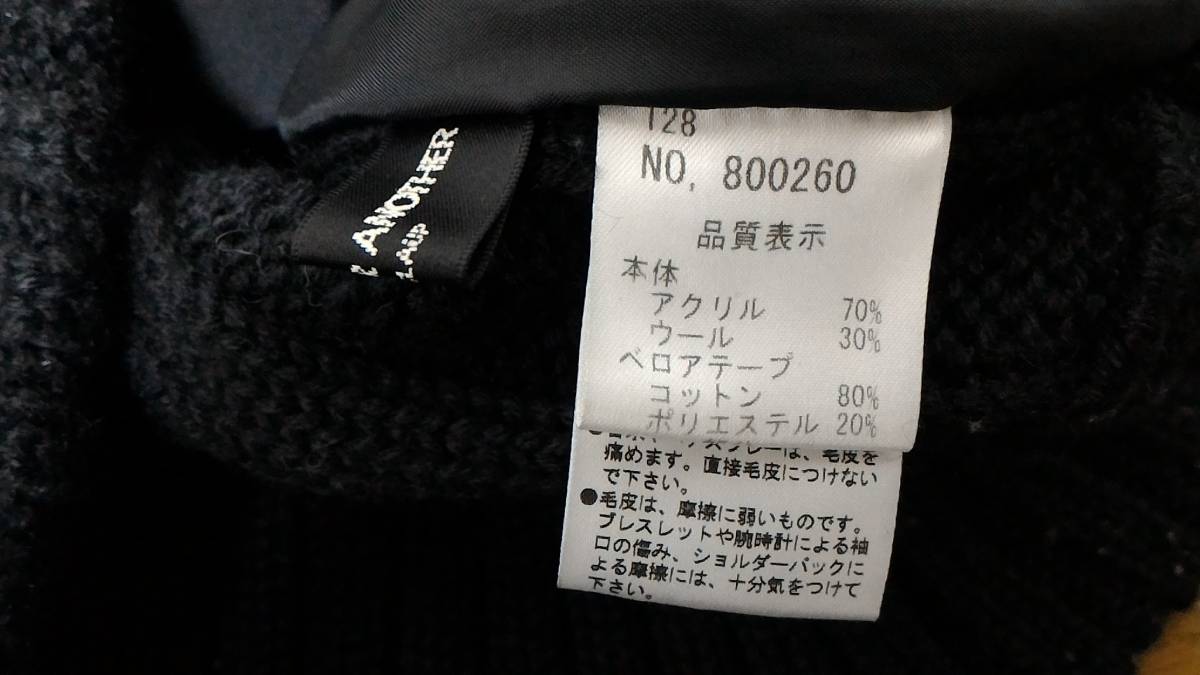 ANOTHER
128
NO. 800260
品質表示
本体
アクリル 70%
ウール 30%
ベロアテープ
コットン 80%
ポリエステル 20%
は、毛皮を
痛めます。直接毛皮につけない
で下さい。
●毛皮は、摩擦に弱いものです。
ブレスレットや腕時計による袖
口の傷み、ショルダーバックに
よる摩擦には、十分気をつけて
下さい。